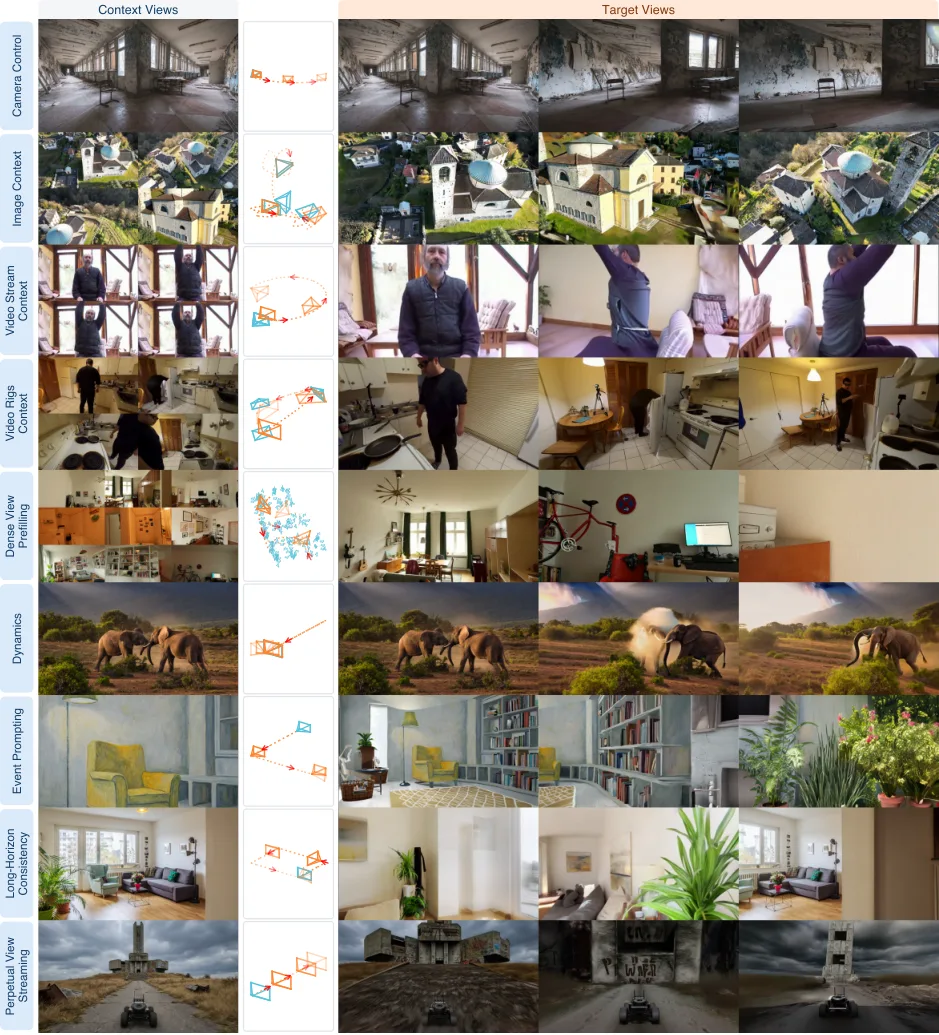 Context Views
Target Views
Camera Control
Image Context
Video Stream
Context
Video Rigs
Context
Dense View
Prefilling
Dynamics
Event Prompting
Long-Horizon
Consistency
Perpetual View
Streaming